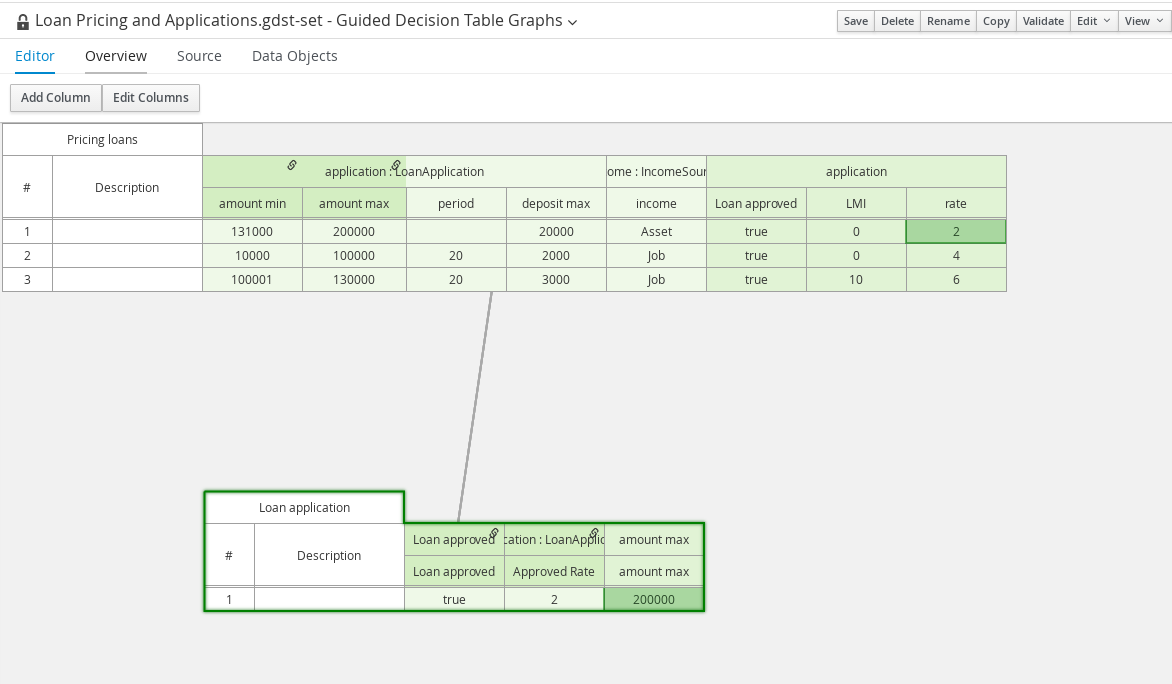 Loan Pricing and Applications.gdst-set - Guided Decision Table Graphs
Save Delete Rename Copy Validate Edit View
Editor Overview Source Data Objects
Add Column Edit Columns
Pricing loans
# Description application : LoanApplication ome : IncomeSour application
amount min amount max period deposit max income Loan approved LMI rate
1 131000 200000 20000 Asset true 0 2
2 10000 100000 20 2000 Job true 0 4
3 100001 130000 20 3000 Job true 10 6
Loan application
# Description Loan approved cation : LoanApplic amount max
Loan approved Approved Rate amount max
1 true 2 200000